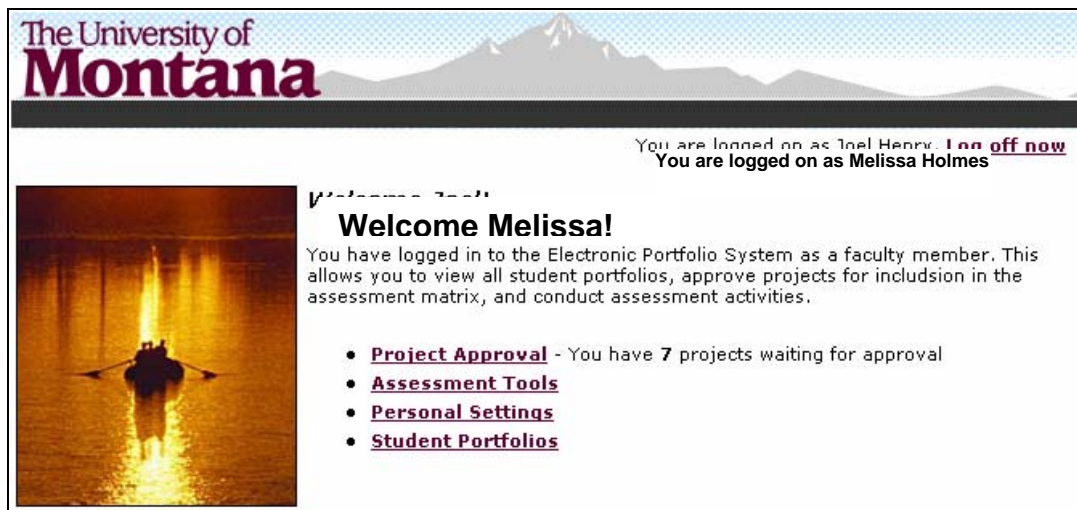 The University of
Montana
You are logged on as Joel Henry. Log off now
You are logged on as Melissa Holmes
Welcome Joel!
Welcome Melissa!
You have logged in to the Electronic Portfolio System as a faculty member. This
allows you to view all student portfolios, approve projects for includsion in the
assessment matrix, and conduct assessment activities.
• Project Approval - You have 7 projects waiting for approval
• Assessment Tools
• Personal Settings
• Student Portfolios